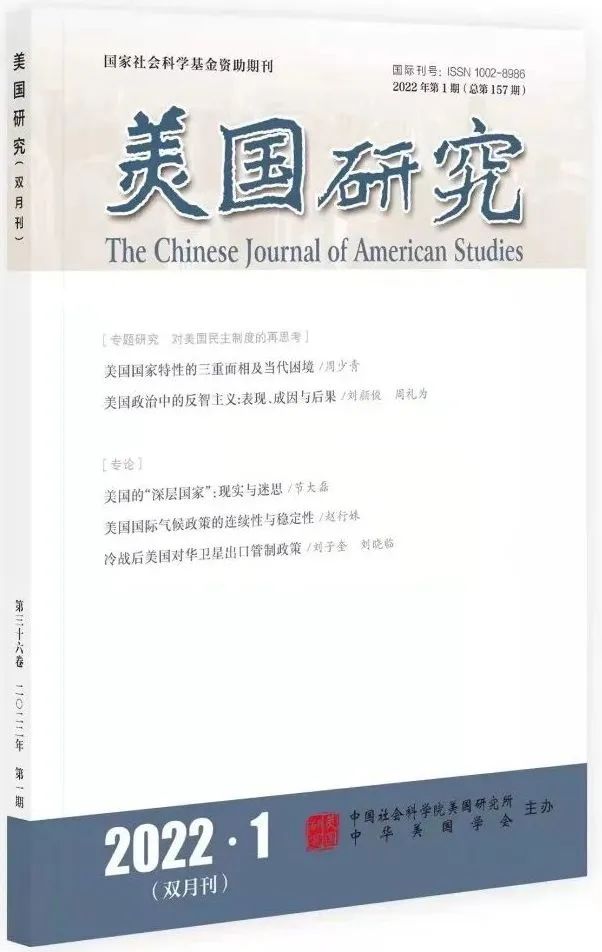 美国研究（双月刊）
第三十六卷 二〇二二年 第一期
国家社会科学基金资助期刊
国际刊号：ISSN 1002-8986
2022年第1期（总第157期）
美国研究
The Chinese Journal of American Studies
[专题研究 对美国民主制度的再思考]
美国国家特性的三重面相及当代困境/周少青
美国政治中的反智主义：表现、成因与后果/刘颜俊 周礼为
[专论]
美国的“深层国家”：现实与迷思/节大磊
美国国际气候政策的连续性与稳定性/赵行姝
冷战后美国对华卫星出口管制政策/刘子奎 刘晓临
2022·1
（双月刊）
美国研究
中国社会科学院美国研究所
中华美国学会
主办